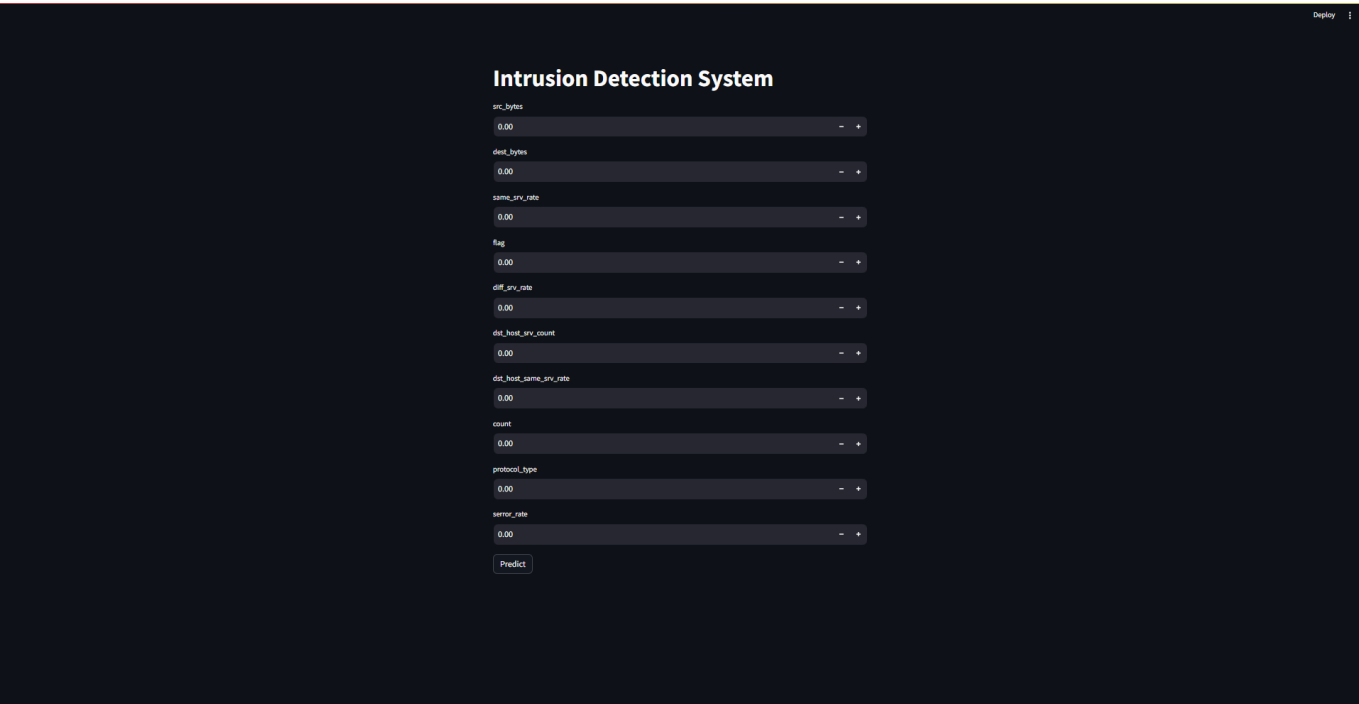 Deploy
Intrusion Detection System
src_bytes
0.00
dest_bytes
0.00
same_srv_rate
0.00
flag
0.00
diff_srv_rate
0.00
dst_host_srv_count
0.00
dst_host_same_srv_rate
0.00
count
0.00
protocol_type
0.00
serror_rate
0.00
Predict